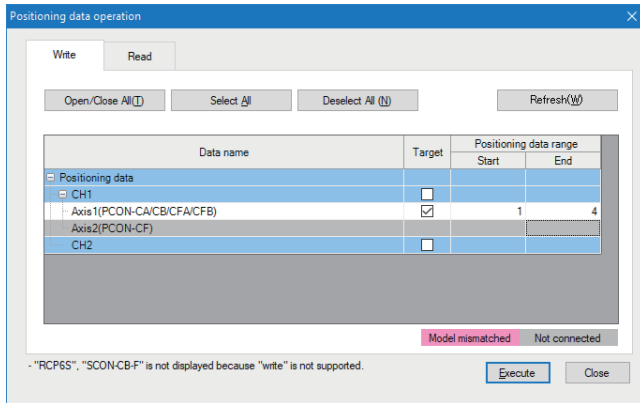 Positioning data operation
Write Read
Open/Close All(T) Select All Deselect All (N) Refresh(W)
Data name Target Positioning data range
Start End
Positioning data
CH1
Axis1(PCON-CA/CB/CFA/CFB) 1 4
Axis2(PCON-CF)
CH2
Model mismatched Not connected
- "RCP6S", "SCON-CB-F" is not displayed because "write" is not supported.
Execute Close